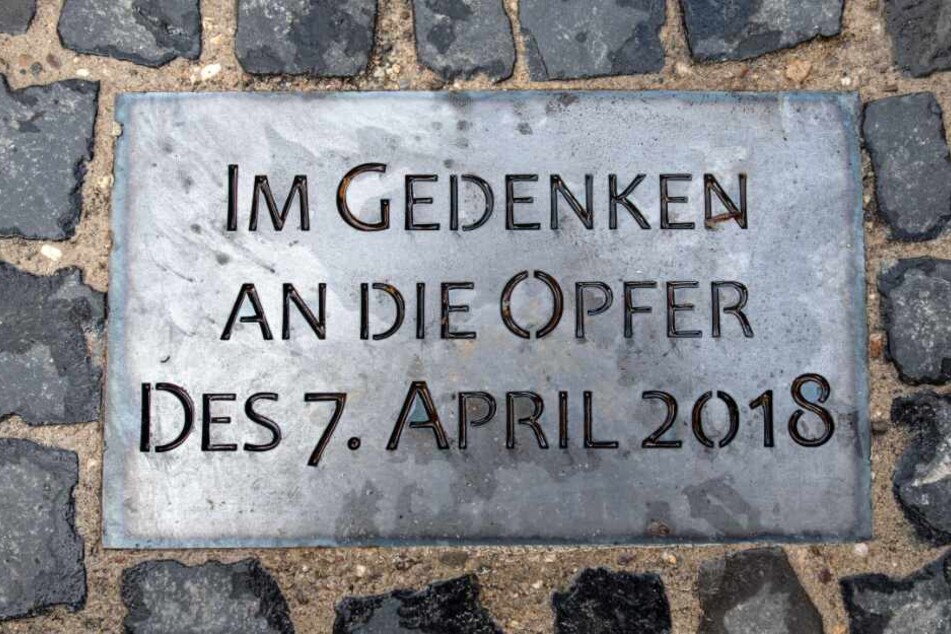 IM GEDENKEN
AN DIE OPFER
DES 7. APRIL 2018